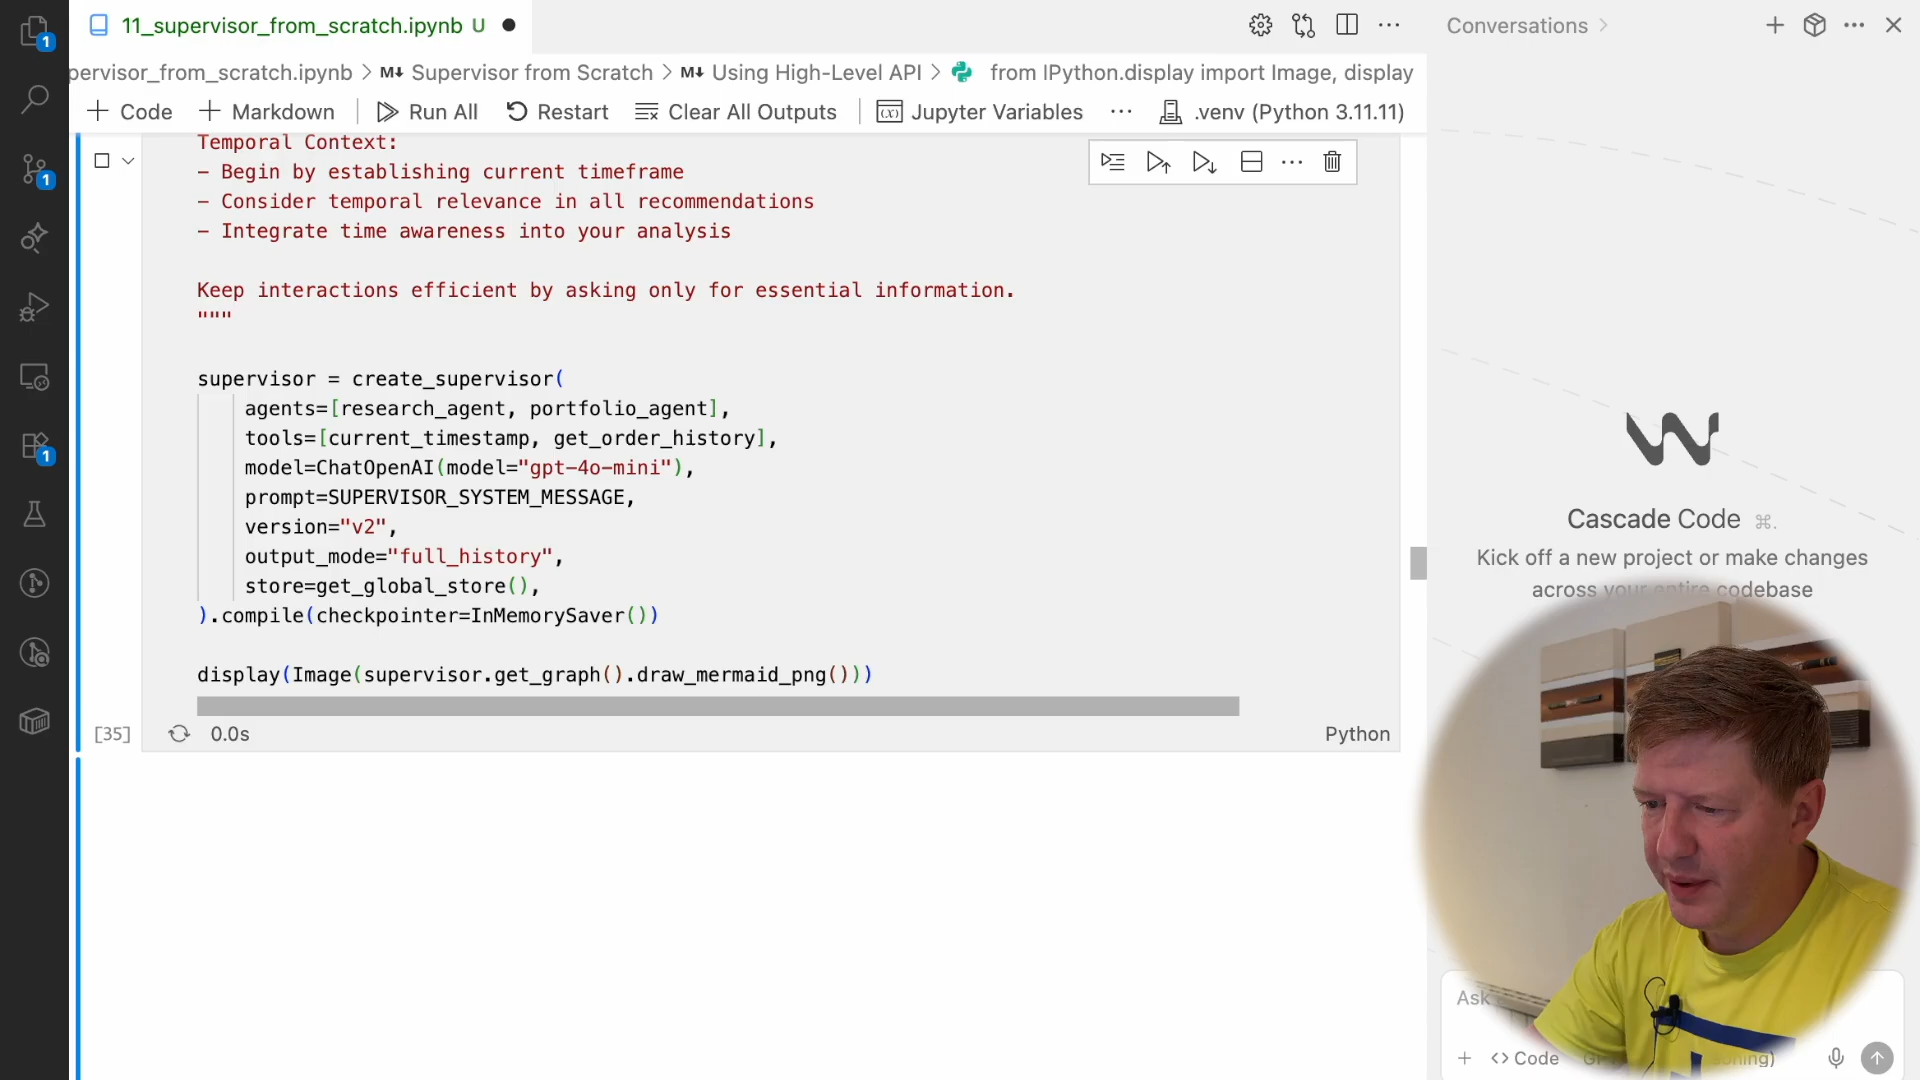 11_supervisor_from_scratch.ipynb U
Conversations
pervisor_from_scratch.ipynb > M↓ Supervisor from Scratch > M↓ Using High-Level API > from IPython.display import Image, display
Code
Markdown
Run All
Restart
Clear All Outputs
Jupyter Variables
.venv (Python 3.11.11)
1
1
1
Temporal Context:
- Begin by establishing current timeframe
- Consider temporal relevance in all recommendations
- Integrate time awareness into your analysis
Keep interactions efficient by asking only for essential information.
"""
supervisor = create_supervisor(
agents=[research_agent, portfolio_agent],
tools=[current_timestamp, get_order_history],
model=ChatOpenAI(model="gpt-4o-mini"),
prompt=SUPERVISOR_SYSTEM_MESSAGE,
version="v2",
output_mode="full_history",
store=get_global_store(),
).compile(checkpointer=InMemorySaver())
display(Image(supervisor.get_graph().draw_mermaid_png()))
[35]
0.0s
Python
Cascade Code ⌘.
Kick off a new project or make changes
across your entire codebase
Ask
<> Code